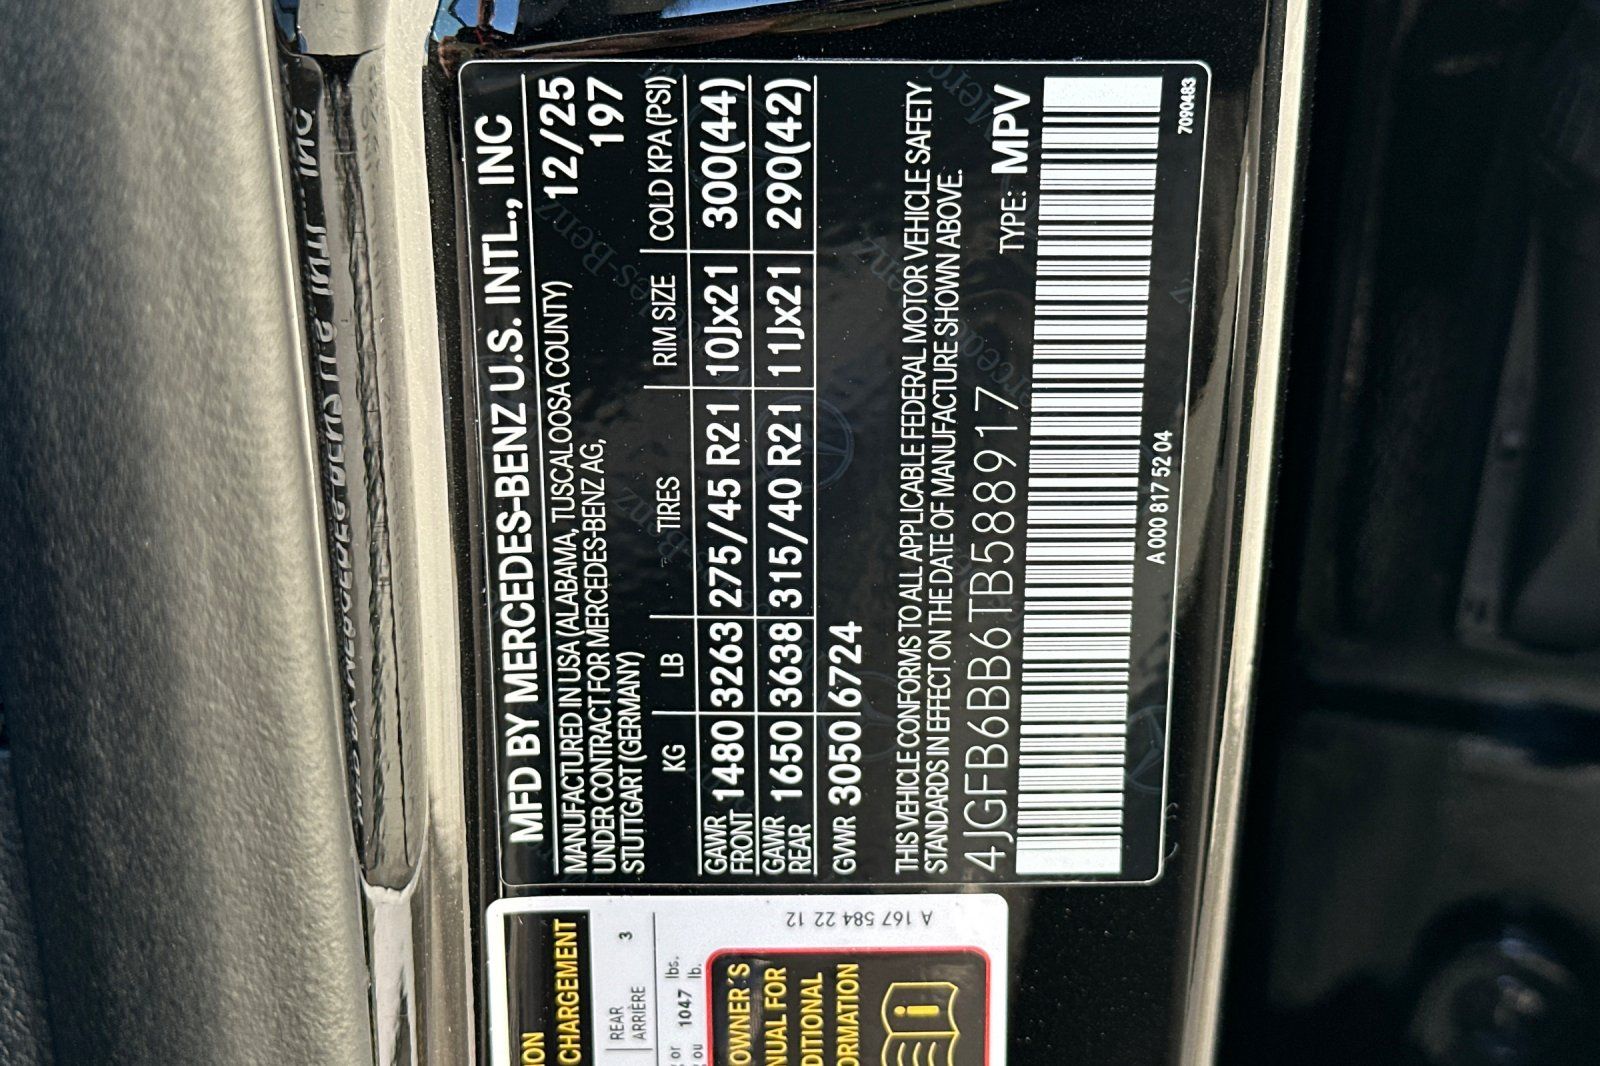 MFD BY MERCEDES-BENZ U.S. INTL., INC
MANUFACTURED IN USA (ALABAMA, TUSCALOOSA COUNTY) 12/25
UNDER CONTRACT FOR MERCEDES-BENZ AG, 197
STUTTGART (GERMANY)
KG LB TIRES RIM SIZE COLD KPA(PSI)
GAWR FRONT 1480 3263 275/45 R21 10Jx21 300(44)
GAWR REAR 1650 3638 315/40 R21 11Jx21 290(42)
GVWR 3050 6724
THIS VEHICLE CONFORMS TO ALL APPLICABLE FEDERAL MOTOR VEHICLE SAFETY
STANDARDS IN EFFECT ON THE DATE OF MANUFACTURE SHOWN ABOVE.
4JGFB6BB6TB588917 TYPE: MPV
A 000 817 52 04
7090483
CHARGEMENT
REAR 3
ARRIÈRE
or 1047 lbs.
ou lb.
A 167 584 22 12
OWNER'S
FOR